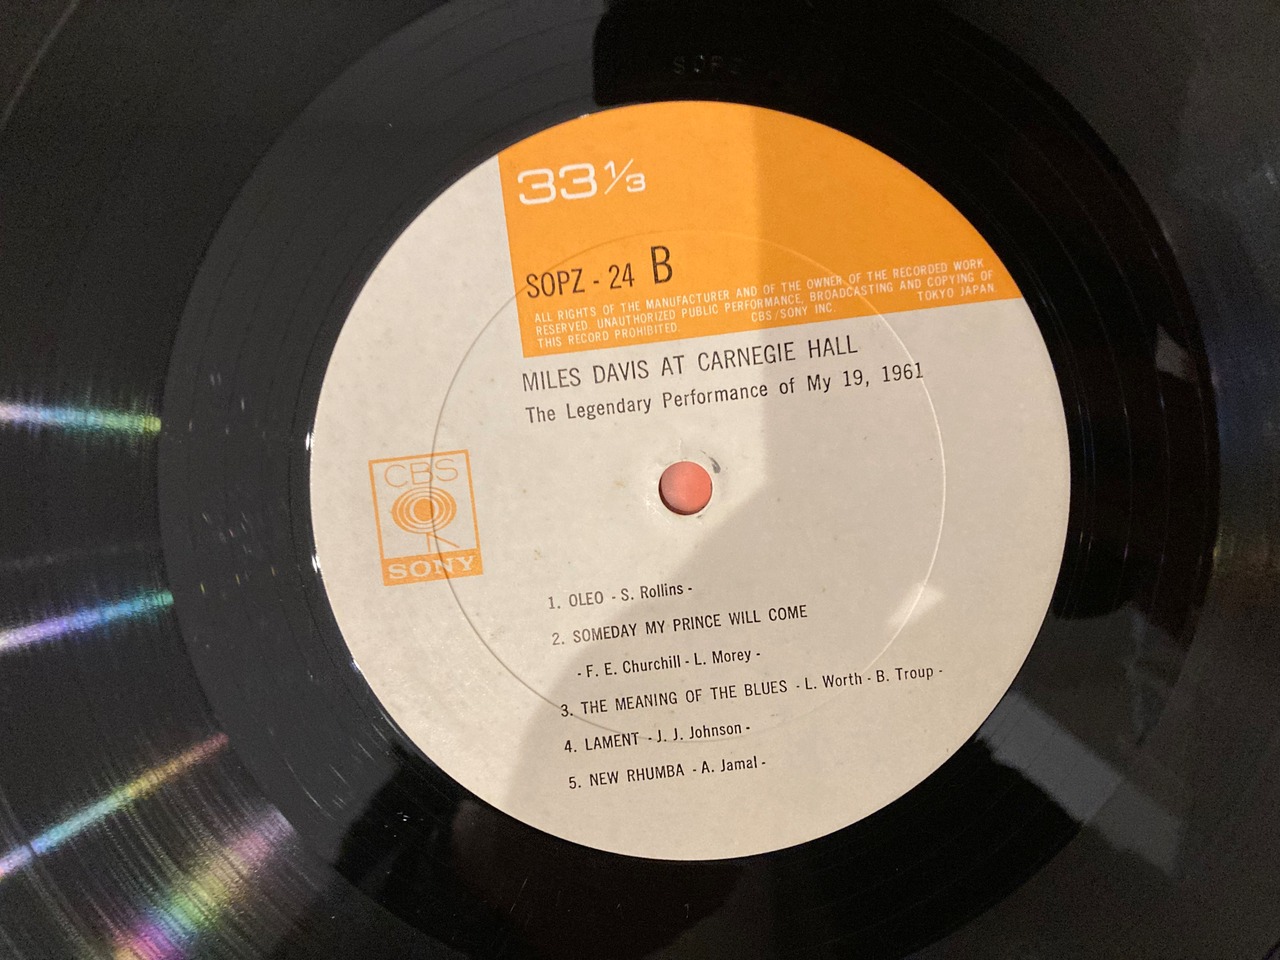 33 1/3
SOPZ - 24 B
ALL RIGHTS OF THE MANUFACTURER AND OF THE OWNER OF THE RECORDED WORK
RESERVED. UNAUTHORIZED PUBLIC PERFORMANCE, BROADCASTING AND COPYING OF
THIS RECORD PROHIBITED. CBS/SONY INC. TOKYO JAPAN.
MILES DAVIS AT CARNEGIE HALL
The Legendary Performance of My 19, 1961
CBS
SONY
1. OLEO - S. Rollins -
2. SOMEDAY MY PRINCE WILL COME
- F. E. Churchill - L. Morey -
3. THE MEANING OF THE BLUES - L. Worth - B. Troup -
4. LAMENT - J. J. Johnson -
5. NEW RHUMBA - A. Jamal -